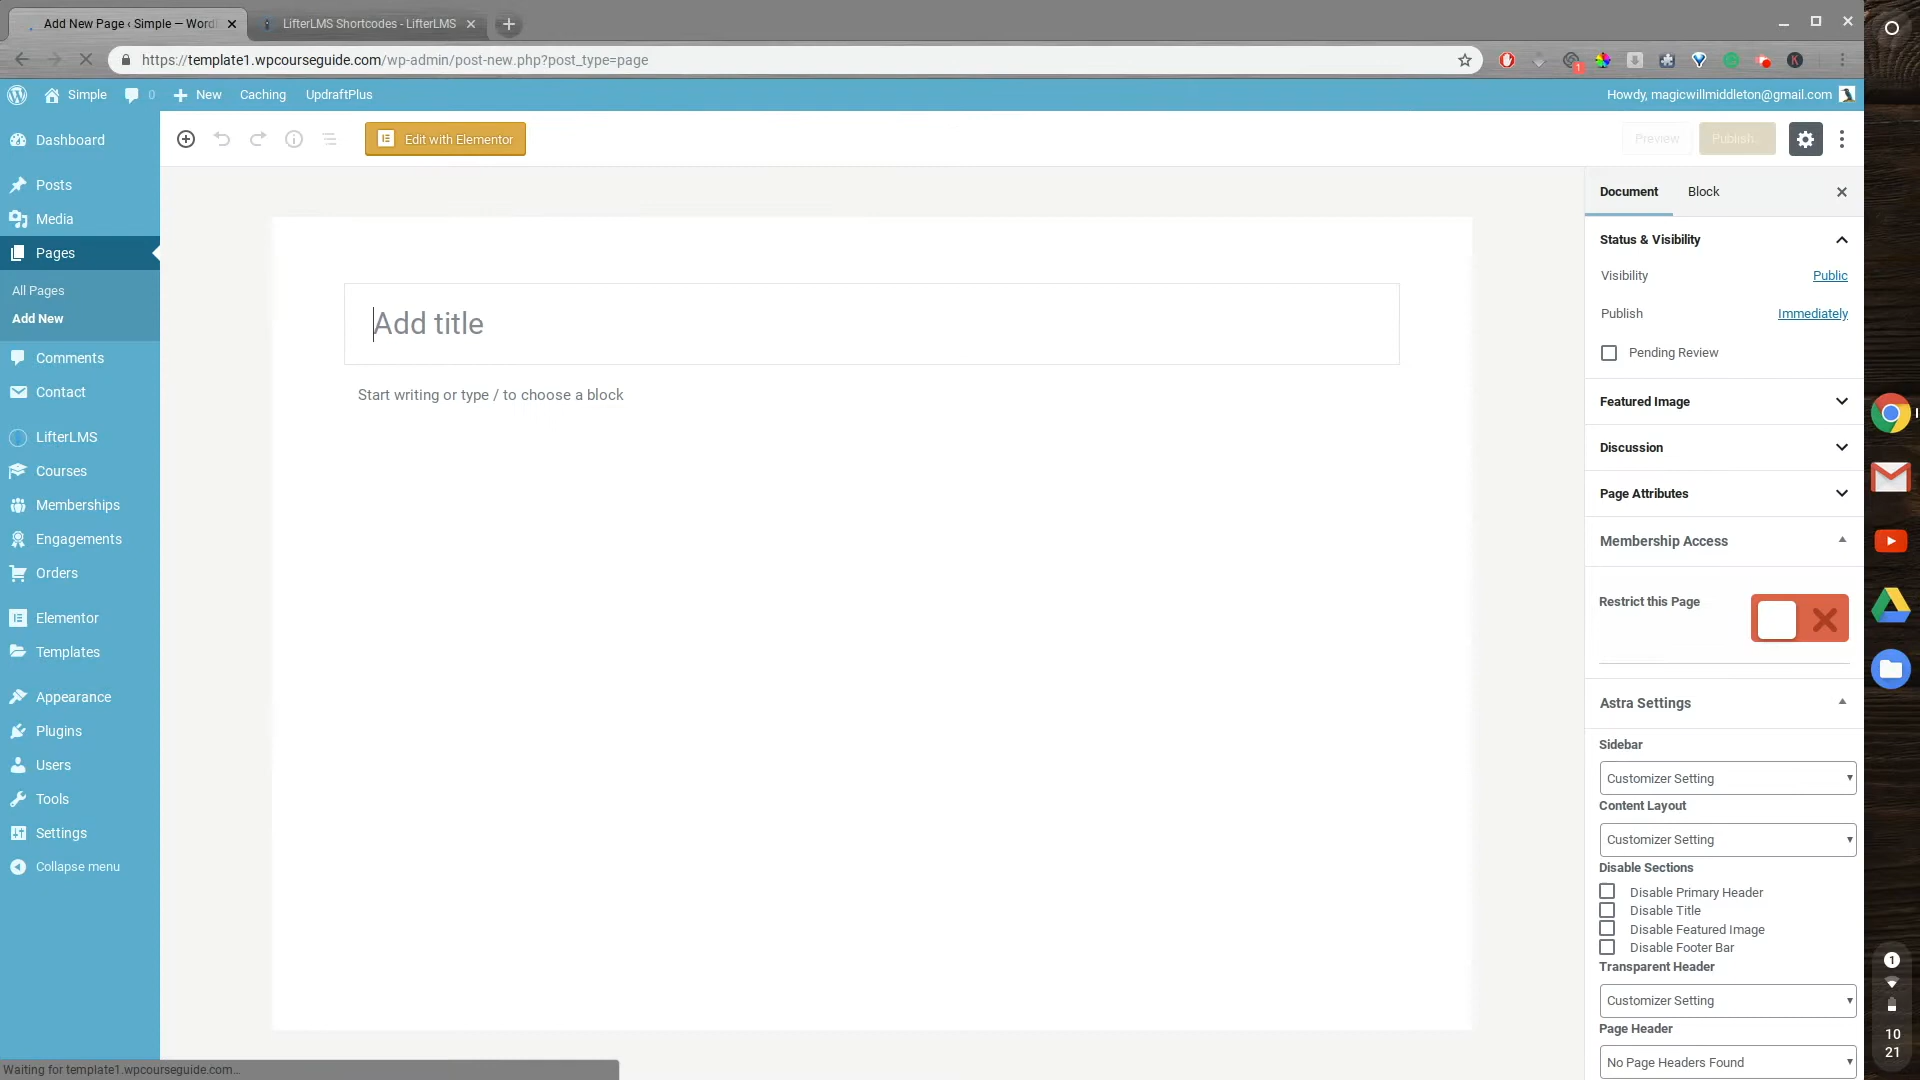 Add New Page ‹ Simple — Word
LifterLMS Shortcodes - LifterLMS
https://template1.wpcourseguide.com/wp-admin/post-new.php?post_type=page
1
K
Simple
0
New
Caching
UpdraftPlus
Howdy, magicwillmiddleton@gmail.com
Dashboard
Posts
Media
Pages
All Pages
Add New
Comments
Contact
LifterLMS
Courses
Memberships
Engagements
Orders
Elementor
Templates
Appearance
Plugins
Users
Tools
Settings
Collapse menu
Edit with Elementor
Preview
Publish…
Add title
Start writing or type / to choose a block
Document
Block
Status & Visibility
Visibility
Public
Publish
Immediately
Pending Review
Featured Image
Discussion
Page Attributes
Membership Access
Restrict this Page
Astra Settings
Sidebar
Customizer Setting
Content Layout
Customizer Setting
Disable Sections
Disable Primary Header
Disable Title
Disable Featured Image
Disable Footer Bar
Transparent Header
Customizer Setting
Page Header
No Page Headers Found
Waiting for template1.wpcourseguide.com...
1
10
21